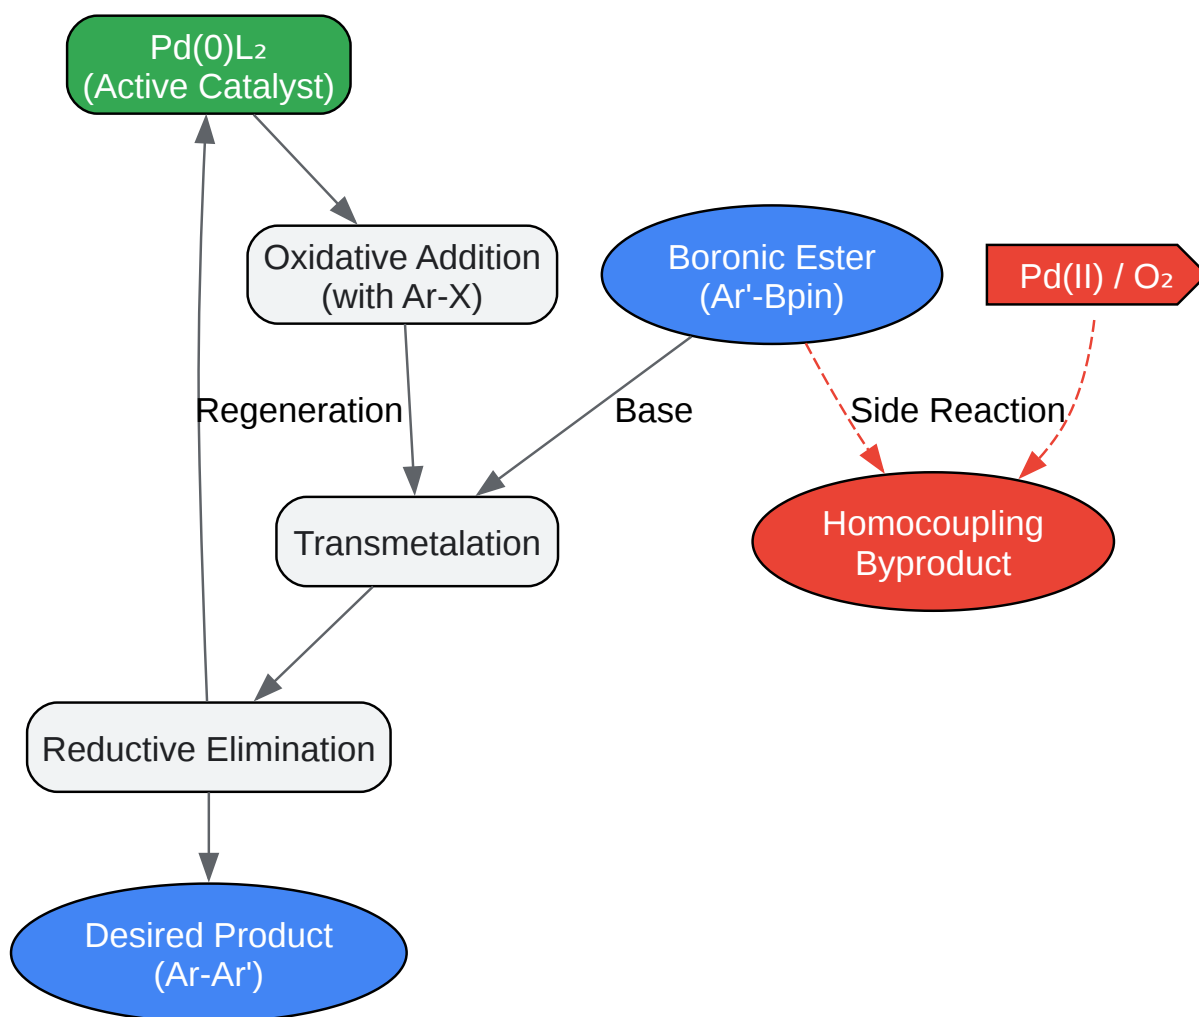 Pd(0)L₂
(Active Catalyst)
Oxidative Addition
(with Ar-X)
Boronic Ester
(Ar'-Bpin)
Pd(II) / O₂
Regeneration
Base
Side Reaction
Transmetalation
Homocoupling
Byproduct
Reductive Elimination
Desired Product
(Ar-Ar')